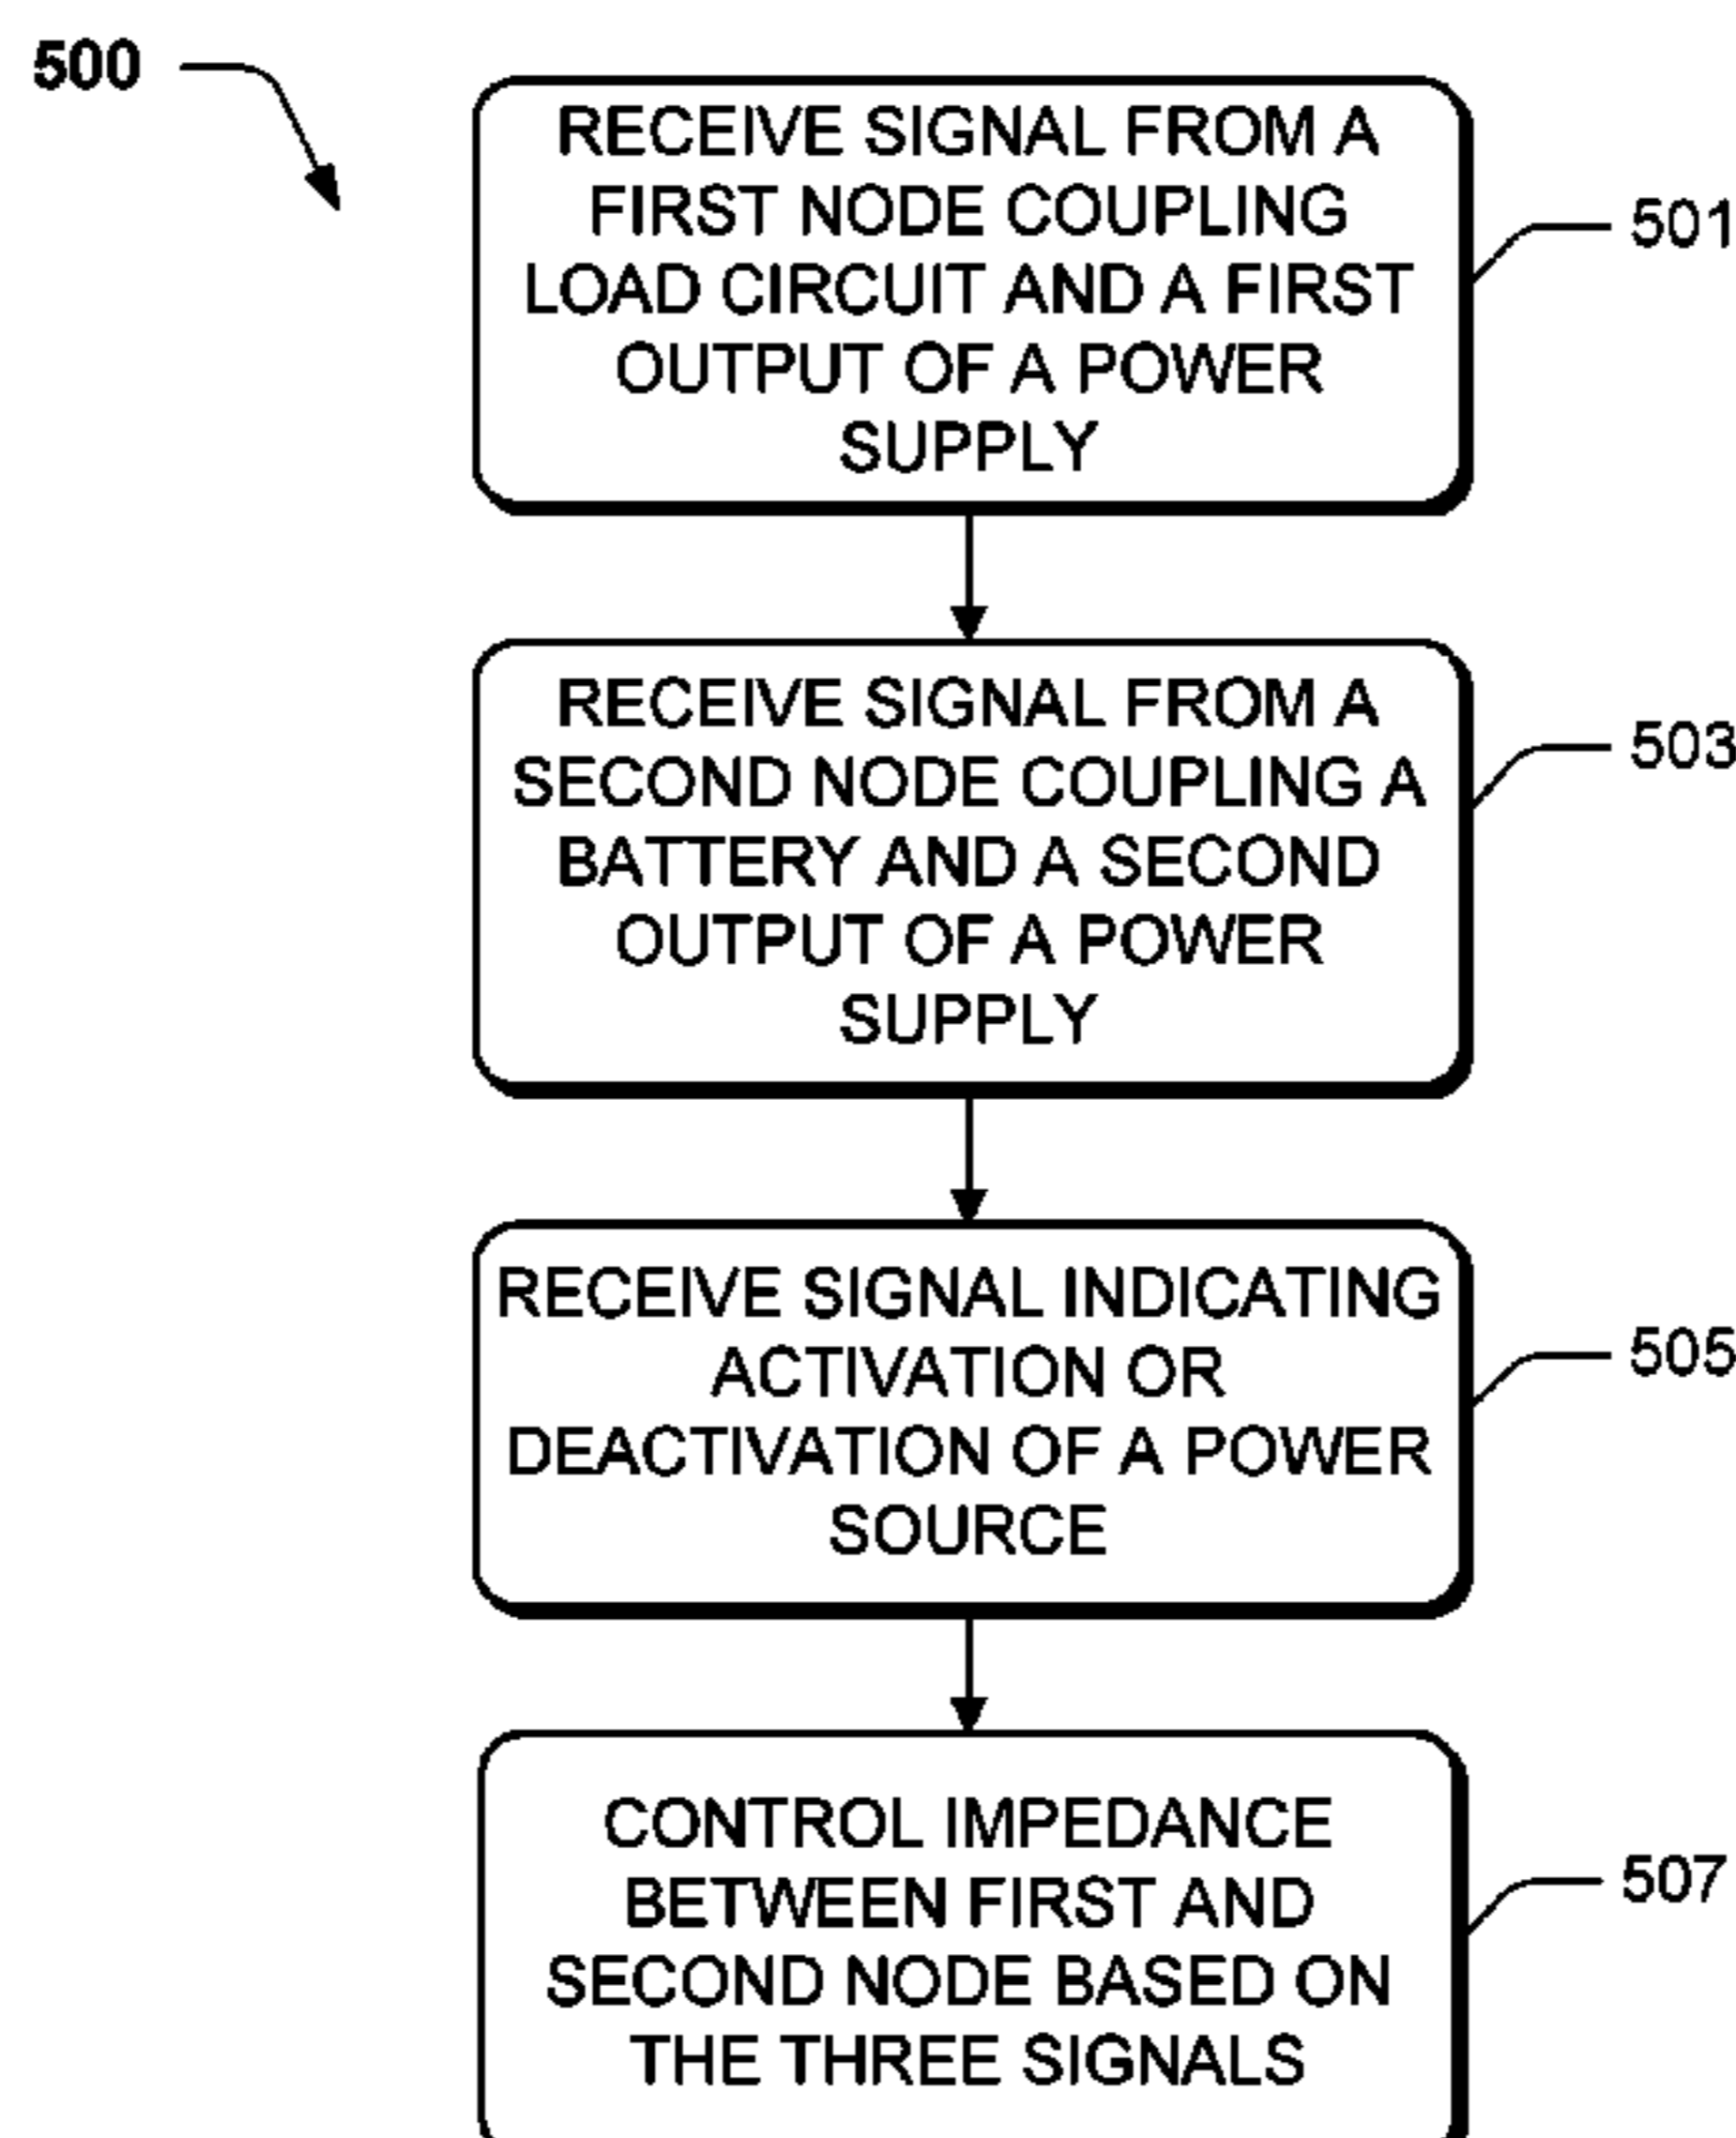 500
RECEIVE SIGNAL FROM A
FIRST NODE COUPLING
LOAD CIRCUIT AND A FIRST
OUTPUT OF A POWER
SUPPLY
501
RECEIVE SIGNAL FROM A
SECOND NODE COUPLING A
BATTERY AND A SECOND
OUTPUT OF A POWER
SUPPLY
503
RECEIVE SIGNAL INDICATING
ACTIVATION OR
DEACTIVATION OF A POWER
SOURCE
505
CONTROL IMPEDANCE
BETWEEN FIRST AND
SECOND NODE BASED ON
THE THREE SIGNALS
507